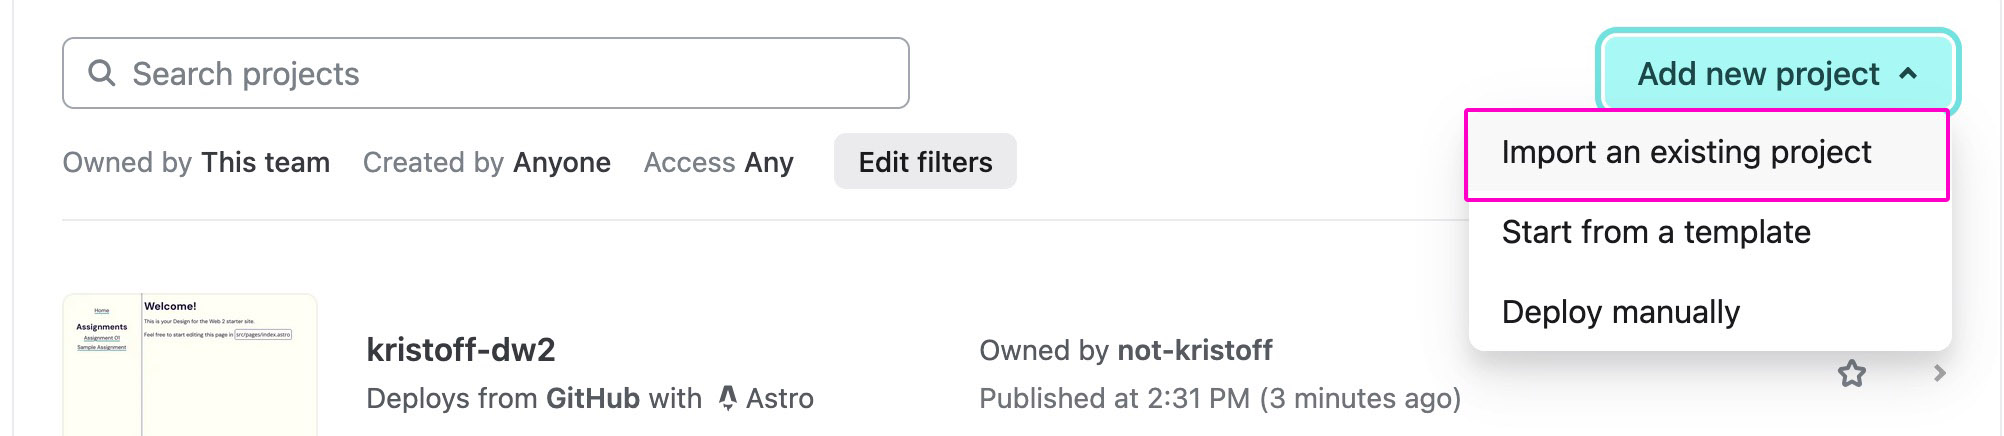 Search projects
Add new project
Owned by This team Created by Anyone Access Any Edit filters
Import an existing project
Start from a template
Deploy manually
Home
Assignments
Assignment 01
Sample Assignment
Welcome!
This is your Design for the Web 2 starter site.
Feel free to start editing this page in src/pages/index.astro
kristoff-dw2
Deploys from GitHub with Astro
Owned by not-kristoff
Published at 2:31 PM (3 minutes ago)